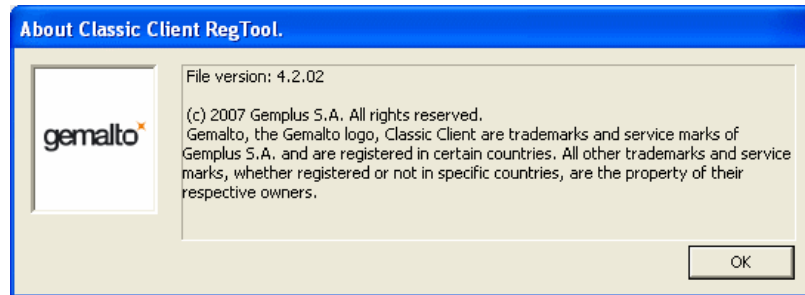 About Classic Client RegTool.
gemalto
File version: 4.2.02
(c) 2007 Gemplus S.A. All rights reserved.
Gemalto, the Gemalto logo, Classic Client are trademarks and service marks of
Gemplus S.A. and are registered in certain countries. All other trademarks and service
marks, whether registered or not in specific countries, are the property of their
respective owners.
OK